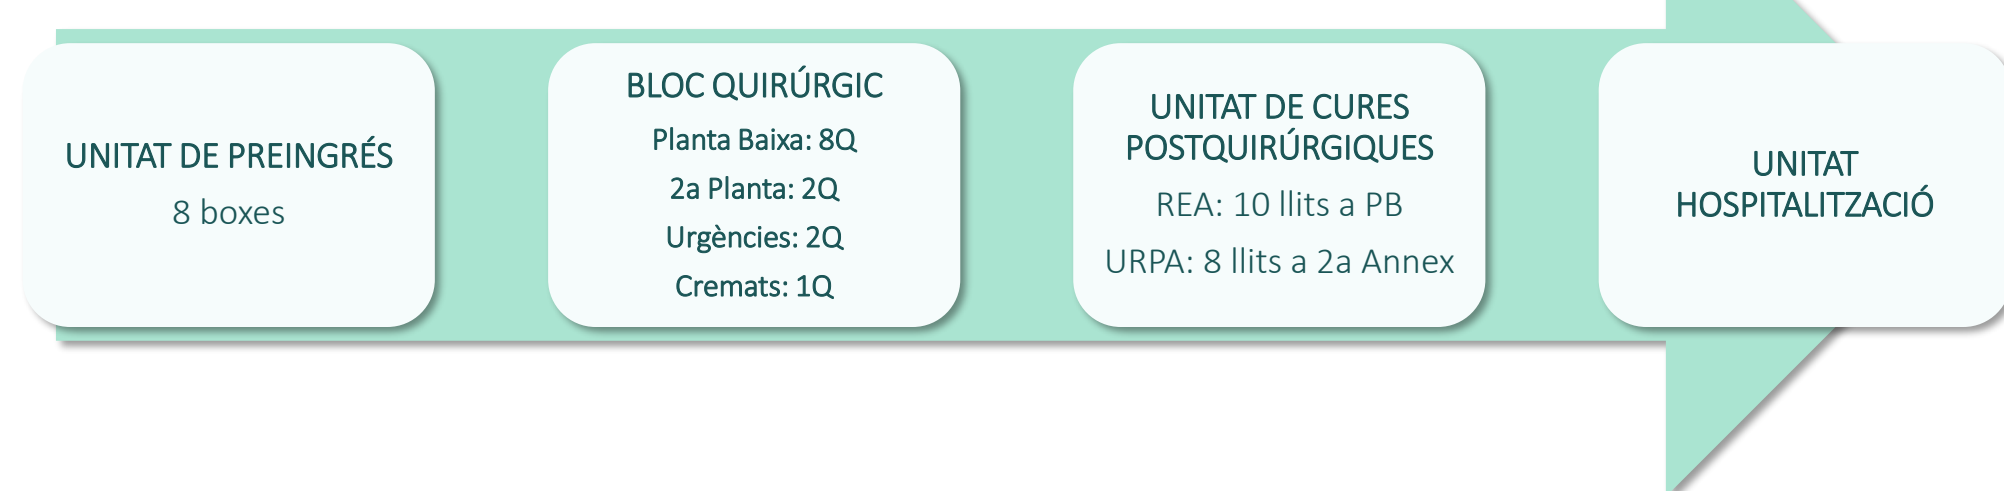 UNITAT DE PREINGRÉS
8 boxes
BLOC QUIRÚRGIC
Planta Baixa: 8Q
2a Planta: 2Q
Urgències: 2Q
Cremats: 1Q
UNITAT DE CURES
POSTQUIRÚRGIQUES
REA: 10 llits a PB
URPA: 8 llits a 2a Annex
UNITAT
HOSPITALITZACIÓ